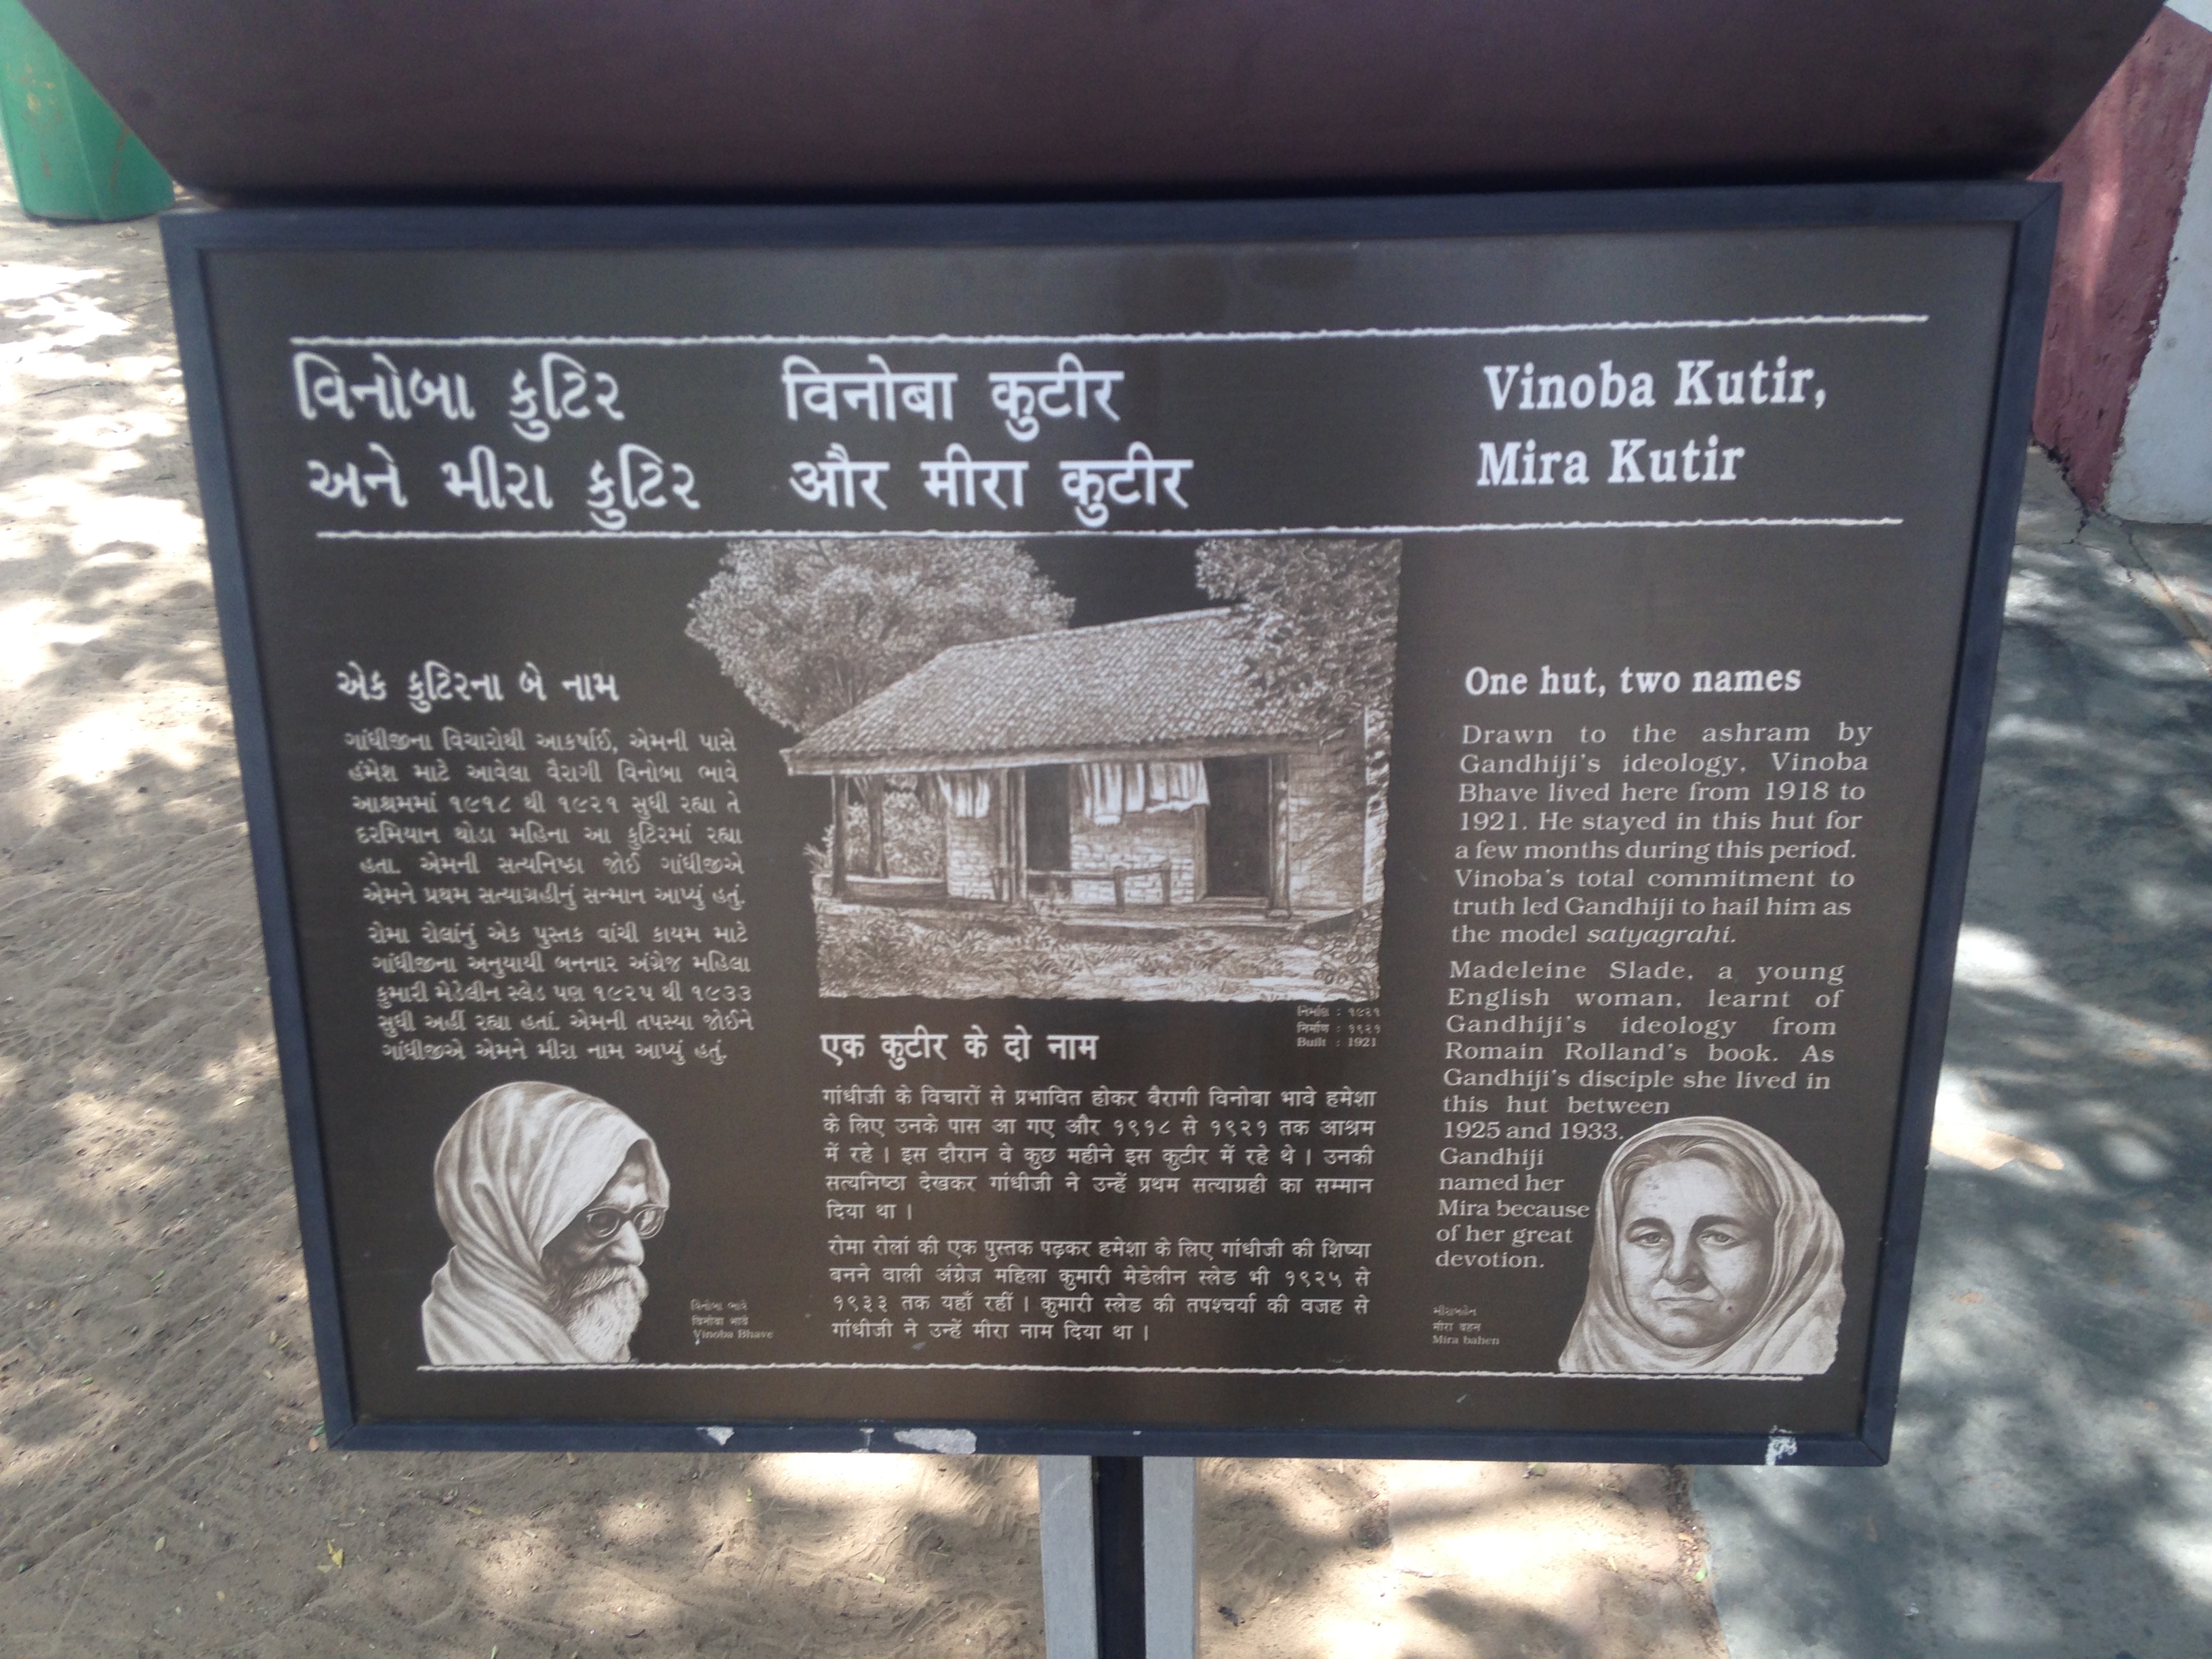 વિનોબા કુટિર
અને મીરા કુટિર
विनोबा कुटीर
और मीरा कुटीर
Vinoba Kutir,
Mira Kutir
એક કુટિરના બે નામ
ગાંધીજીના વિચારોથી આકર્ષાઈ, એમની પાસે
હંમેશ માટે આવેલા વૈરાગી વિનોબા ભાવે
આશ્રમમાં ૧૯૧૮ થી ૧૯૨૧ સુધી રહ્યા તે
દરમિયાન થોડા મહિના આ કુટિરમાં રહ્યા
હતા. એમની સત્યનિષ્ઠા જોઈ ગાંધીજીએ
એમને પ્રથમ સત્યાગ્રહીનું સન્માન આપ્યું હતું.
રોમા રોલાંનું એક પુસ્તક વાંચી કાયમ માટે
ગાંધીજીના અનુયાયી બનનાર અંગ્રેજ મહિલા
કુમારી મેડેલીન સ્લેડ પણ ૧૯૨૫ થી ૧૯૩૩
સુધી અહીં રહ્યા હતાં. એમની તપસ્યા જોઈને
ગાંધીજીએ એમને મીરા નામ આપ્યું હતું.
વિનોબા ભાવે
विनोबा भावे
Vinoba Bhave
નિર્માણ : ૧૯૨૧
निर्माण : १९२१
Built : 1921
एक कुटीर के दो नाम
गांधीजी के विचारों से प्रभावित होकर बैरागी विनोबा भावे हमेशा
के लिए उनके पास आ गए और १९१८ से १९२१ तक आश्रम
में रहे । इस दौरान वे कुछ महीने इस कुटीर में रहे थे । उनकी
सत्यनिष्ठा देखकर गांधीजी ने उन्हें प्रथम सत्याग्रही का सम्मान
दिया था ।
रोमा रोलां की एक पुस्तक पढ़कर हमेशा के लिए गांधीजी की शिष्या
बनने वाली अंग्रेज महिला कुमारी मेडेलीन स्लेड भी १९२५ से
१९३३ तक यहाँ रहीं । कुमारी स्लेड की तपश्चर्या की वजह से
गांधीजी ने उन्हें मीरा नाम दिया था ।
One hut, two names
Drawn to the ashram by
Gandhiji's ideology, Vinoba
Bhave lived here from 1918 to
1921. He stayed in this hut for
a few months during this period.
Vinoba's total commitment to
truth led Gandhiji to hail him as
the model satyagrahi.
Madeleine Slade, a young
English woman, learnt of
Gandhiji's ideology from
Romain Rolland's book. As
Gandhiji's disciple she lived in
this hut between
1925 and 1933.
Gandhiji
named her
Mira because
of her great
devotion.
મીરાબહેન
मीरा बहन
Mira bahen